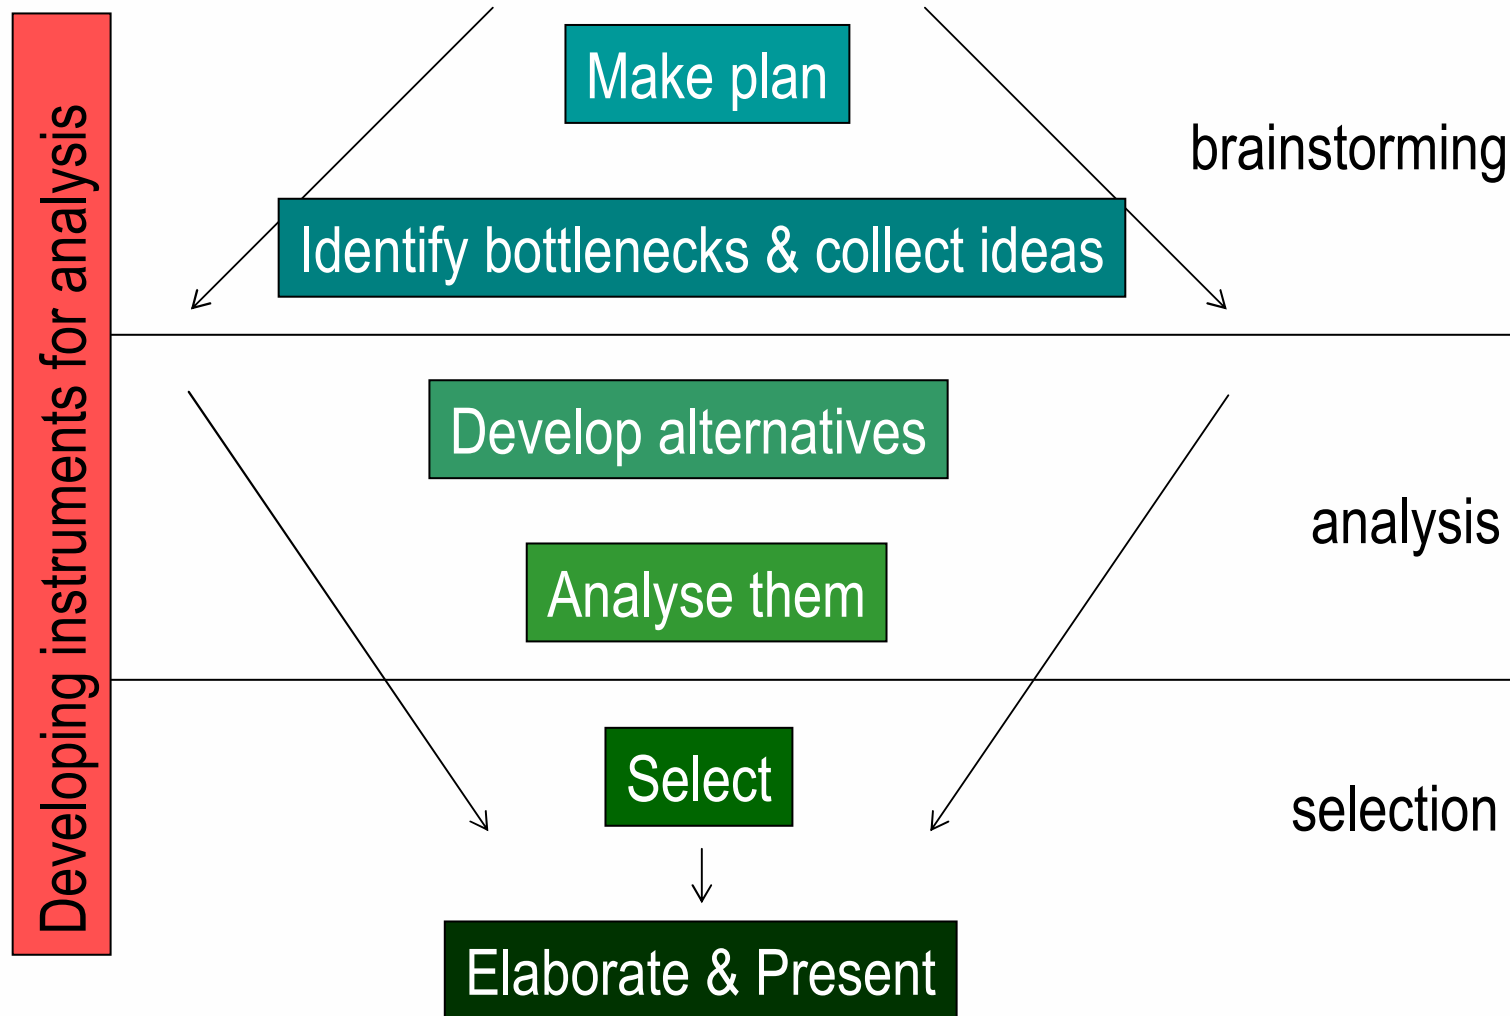 Developing instruments for analysis
Make plan
brainstorming
Identify bottlenecks & collect ideas
Develop alternatives
analysis
Analyse them
Select
selection
Elaborate & Present